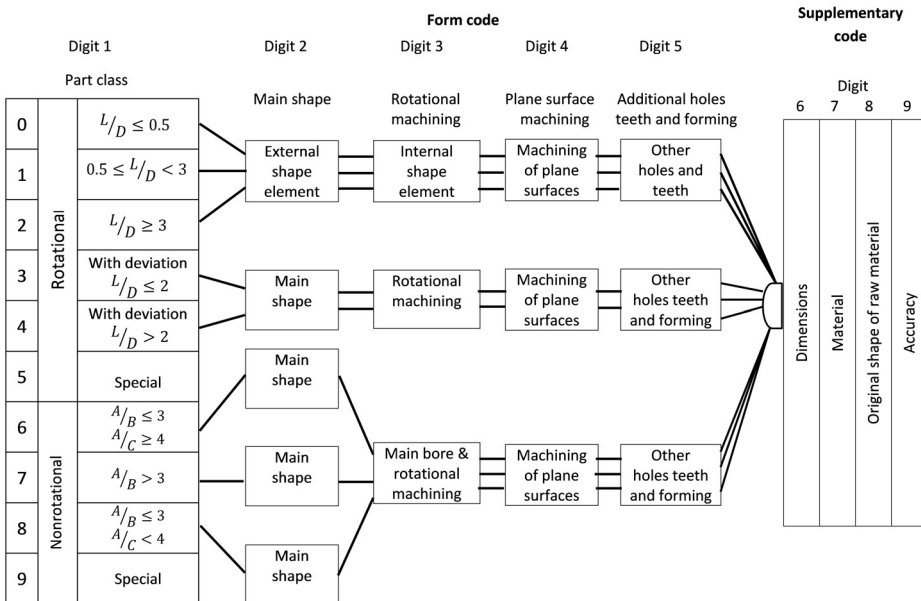 Form code
Supplementary
code
Digit 1
Digit 2
Digit 3
Digit 4
Digit 5
Digit
Part class
Main shape
Rotational
machining
Plane surface
machining
Additional holes
teeth and forming
6
7
8
9
0
L/D ≤ 0.5
1
0.5 ≤ L/D < 3
2
L/D ≥ 3
3
With deviation
L/D ≤ 2
4
With deviation
L/D > 2
5
Special
Rotational
6
A/B ≤ 3
A/C ≥ 4
7
A/B > 3
8
A/B ≤ 3
A/C < 4
9
Special
Nonrotational
External
shape
element
Internal
shape
element
Machining
of plane
surfaces
Other
holes and
teeth
Main
shape
Rotational
machining
Machining
of plane
surfaces
Other
holes teeth
and forming
Main
shape
Main
shape
Main
shape
Main bore &
rotational
machining
Machining
of plane
surfaces
Other
holes teeth
and forming
Dimensions
Material
Original shape of raw material
Accuracy